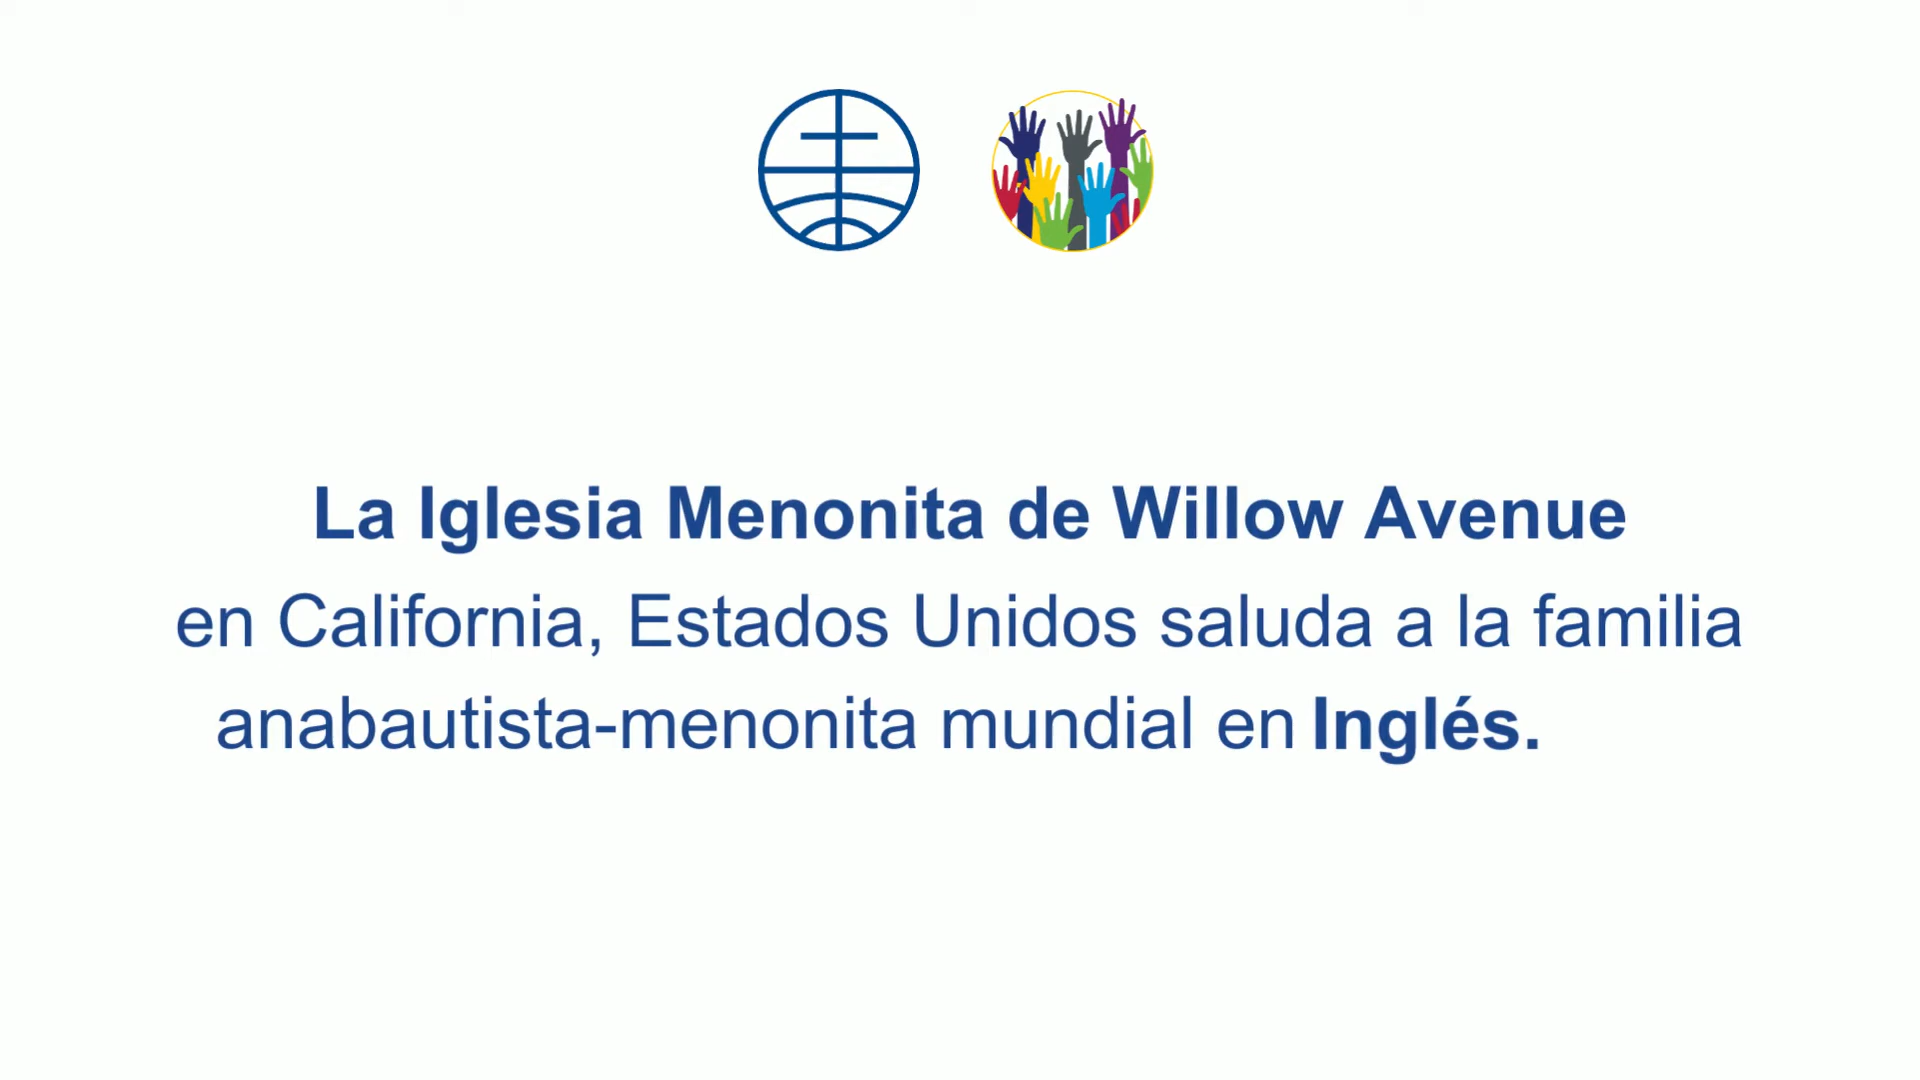 La Iglesia Menonita de Willow Avenue
en California, Estados Unidos saluda a la familia
anabautista-menonita mundial en Inglés.